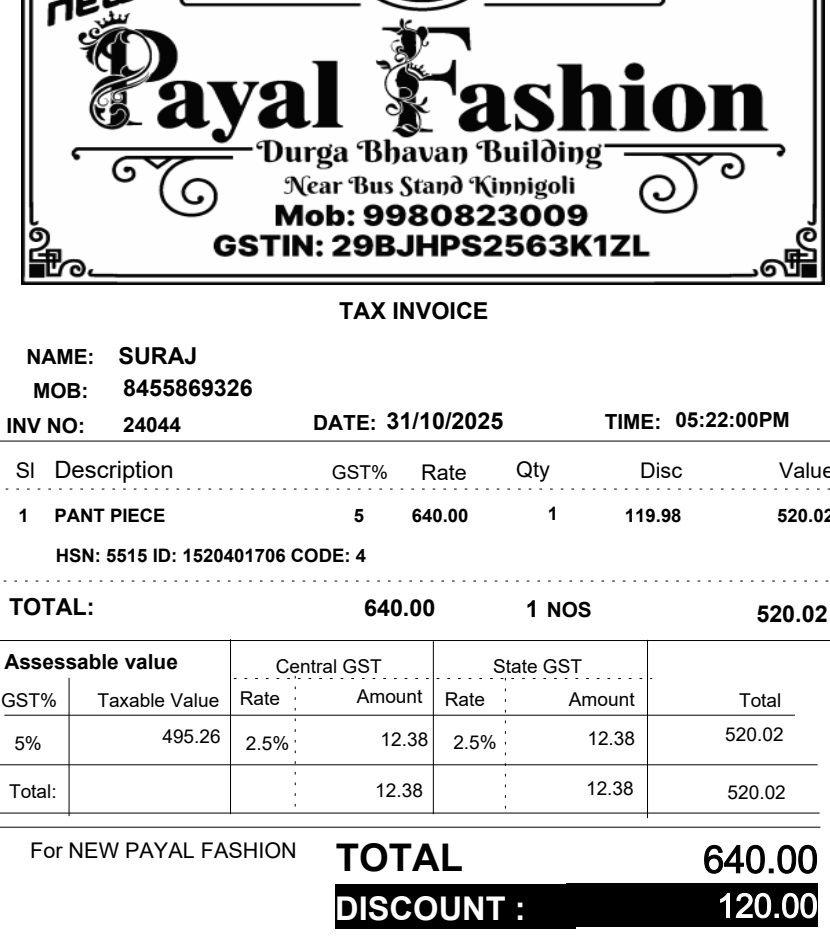 new
Payal Fashion
Durga Bhavan Building
Near Bus Stand Kinnigoli
Mob: 9980823009
GSTIN: 29BJHPS2563K1ZL
TAX INVOICE
NAME: SURAJ
MOB: 8455869326
INV NO: 24044 DATE: 31/10/2025 TIME: 05:22:00PM
Sl Description GST% Rate Qty Disc Value
1 PANT PIECE 5 640.00 1 119.98 520.02
HSN: 5515 ID: 1520401706 CODE: 4
TOTAL: 640.00 1 NOS 520.02
Assessable value Central GST State GST
GST% Taxable Value Rate Amount Rate Amount Total
5% 495.26 2.5% 12.38 2.5% 12.38 520.02
Total: 12.38 12.38 520.02
For NEW PAYAL FASHION TOTAL 640.00
DISCOUNT : 120.00